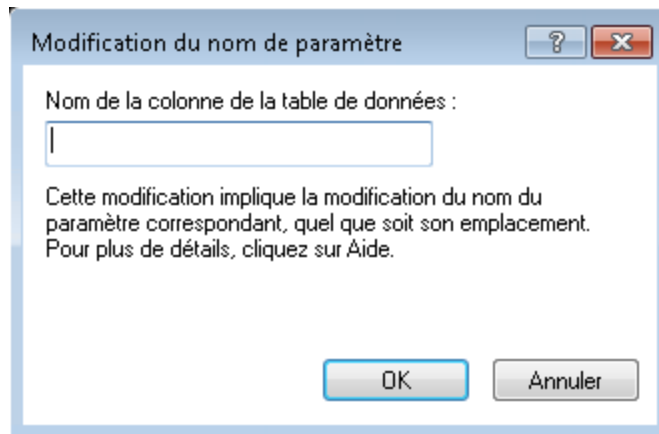 Modification du nom de paramètre
?
Nom de la colonne de la table de données :
Cette modification implique la modification du nom du
paramètre correspondant, quel que soit son emplacement.
Pour plus de détails, cliquez sur Aide.
OK
Annuler